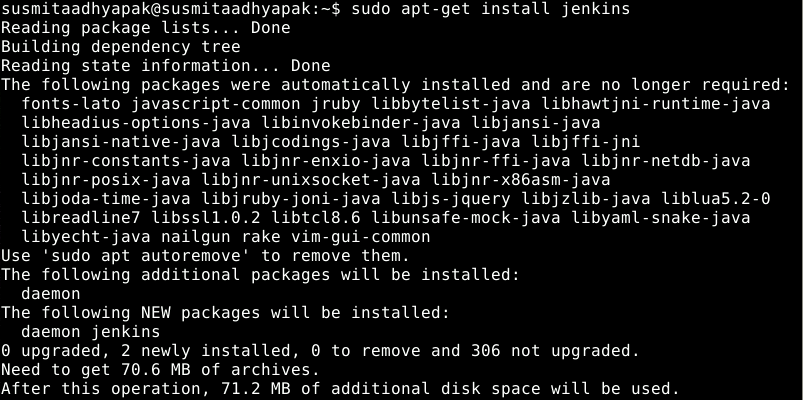 susmitaadhyapak@susmitaadhyapak:~$ sudo apt-get install jenkins
Reading package lists... Done
Building dependency tree
Reading state information... Done
The following packages were automatically installed and are no longer required:
  fonts-lato javascript-common jruby libbytelist-java libhawtjni-runtime-java
  libheadius-options-java libinvokebinder-java libjansi-java
  libjansi-native-java libjcodings-java libjffi-java libjffi-jni
  libjnr-constants-java libjnr-enxio-java libjnr-ffi-java libjnr-netdb-java
  libjnr-posix-java libjnr-unixsocket-java libjnr-x86asm-java
  libjoda-time-java libjruby-joni-java libjs-jquery libjzlib-java liblua5.2-0
  libreadline7 libssl1.0.2 libtcl8.6 libunsafe-mock-java libyaml-snake-java
  libyecht-java nailgun rake vim-gui-common
Use 'sudo apt autoremove' to remove them.
The following additional packages will be installed:
  daemon
The following NEW packages will be installed:
  daemon jenkins
0 upgraded, 2 newly installed, 0 to remove and 306 not upgraded.
Need to get 70.6 MB of archives.
After this operation, 71.2 MB of additional disk space will be used.